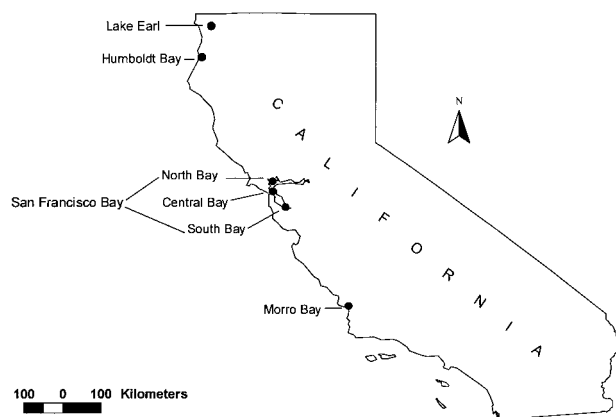 Lake Earl
Humboldt Bay
N
CALIFORNIA
North Bay
San Francisco Bay
Central Bay
South Bay
Morro Bay
100 0 100 Kilometers